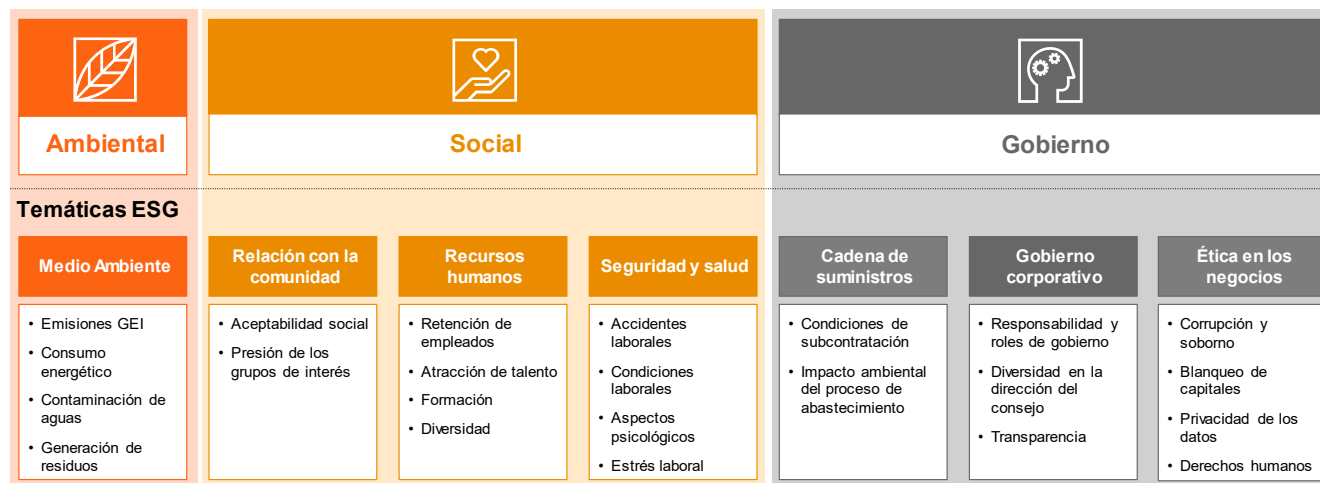 Ambiental
Social
Gobierno
Temáticas ESG
Medio Ambiente
• Emisiones GEI
• Consumo
energético
• Contaminación de
aguas
• Generación de
residuos
Relación con la
comunidad
• Aceptabilidad social
• Presión de los
grupos de interés
Recursos
humanos
• Retención de
empleados
• Atracción de talento
• Formación
• Diversidad
Seguridad y salud
• Accidentes
laborales
• Condiciones
laborales
• Aspectos
psicológicos
• Estrés laboral
Cadena de
suministros
• Condiciones de
subcontratación
• Impacto ambiental
del proceso de
abastecimiento
Gobierno
corporativo
• Responsabilidad y
roles de gobierno
• Diversidad en la
dirección del
consejo
• Transparencia
Ética en los
negocios
• Corrupción y
soborno
• Blanqueo de
capitales
• Privacidad de los
datos
• Derechos humanos